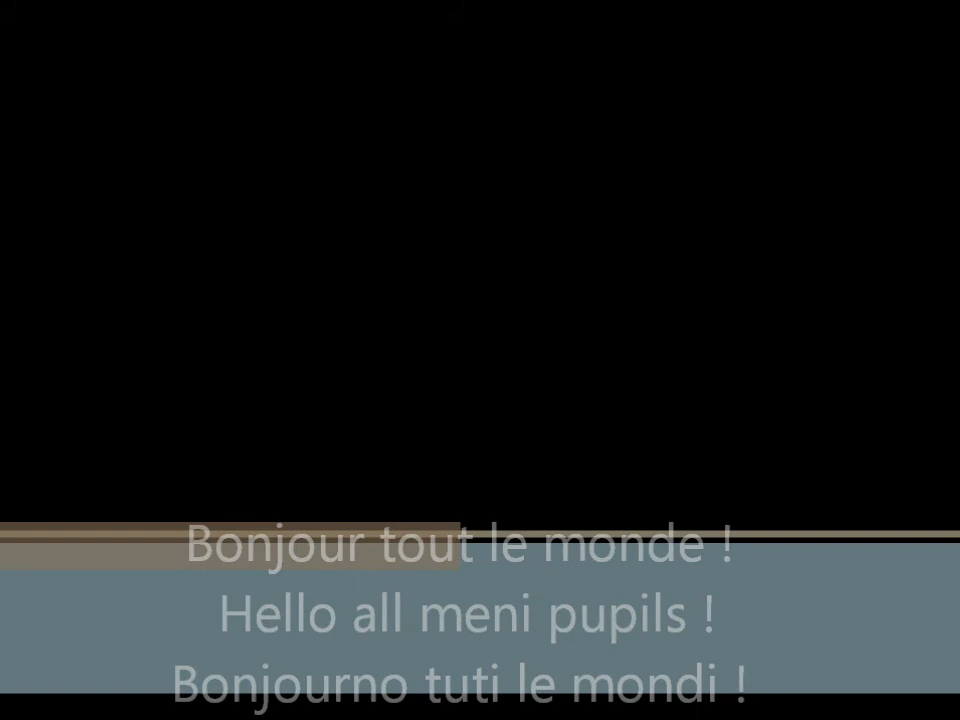 Bonjour tout le monde !
Hello all meni pupils !
Bonjourno tuti le mondi !